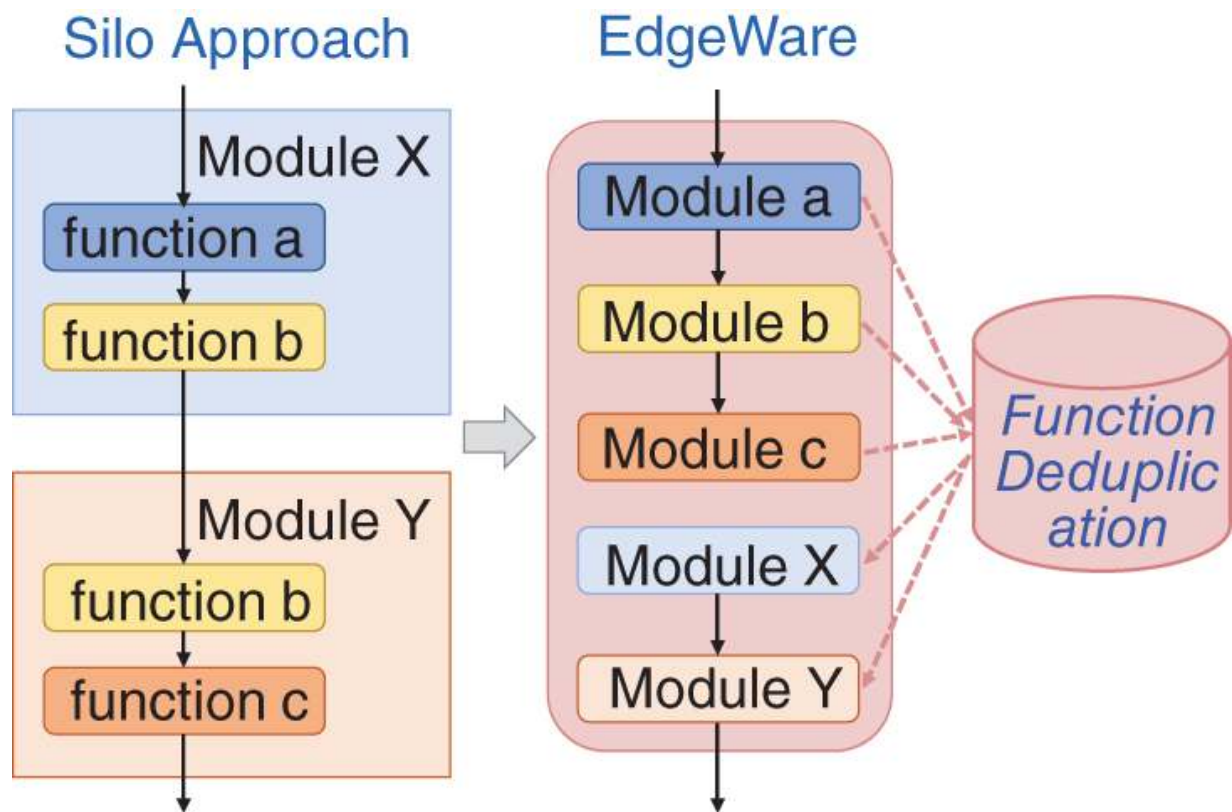 Silo Approach
Module X
function a
function b
Module Y
function b
function c
EdgeWare
Module a
Module b
Module c
Module X
Module Y
Function
Deduplic
ation